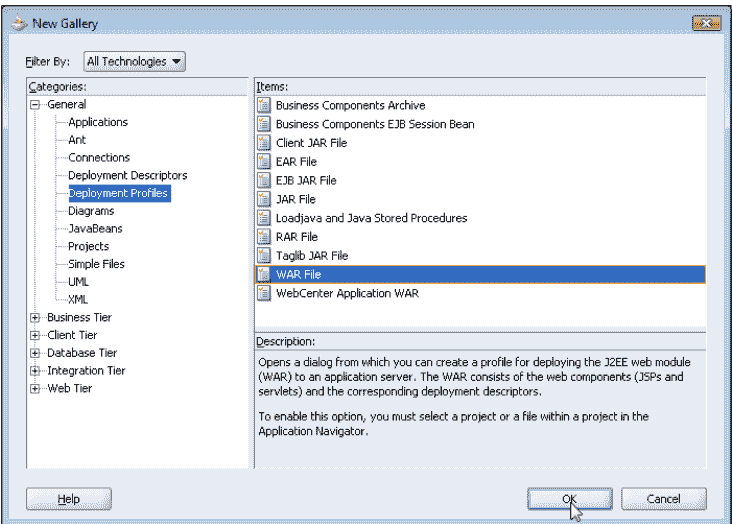 New Gallery
Filter By: All Technologies
Categories:
General
Applications
Ant
Connections
Deployment Descriptors
Deployment Profiles
Diagrams
JavaBeans
Projects
Simple Files
UML
XML
Business Tier
Client Tier
Database Tier
Integration Tier
Web Tier
Items:
Business Components Archive
Business Components EJB Session Bean
Client JAR File
EAR File
EJB JAR File
JAR File
Loadjava and Java Stored Procedures
RAR File
Taglib JAR File
WAR File
WebCenter Application WAR
Description:
Opens a dialog from which you can create a profile for deploying the J2EE web module
(WAR) to an application server. The WAR consists of the web components (JSPs and
servlets) and the corresponding deployment descriptors.
To enable this option, you must select a project or a file within a project in the
Application Navigator.
Help
OK
Cancel